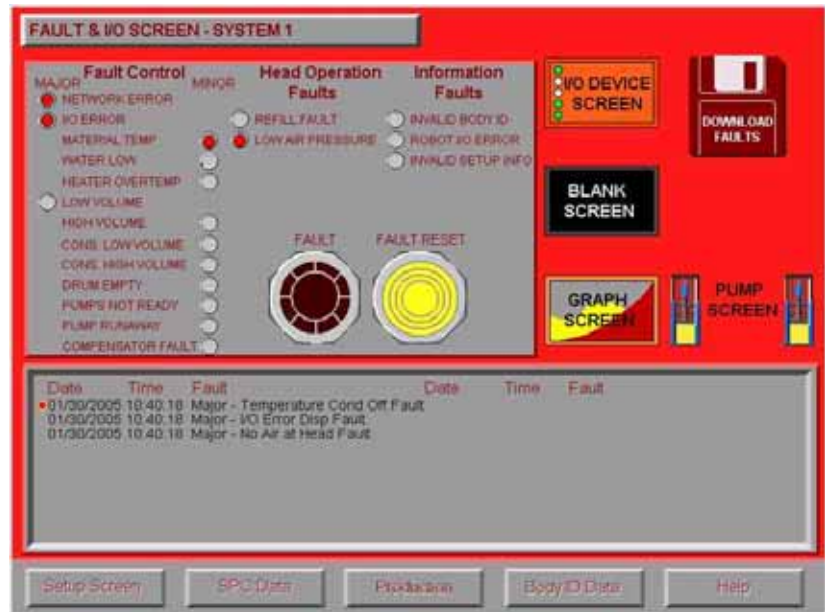 FAULT & I/O SCREEN - SYSTEM 1
Fault Control
MAJOR
MINOR
NETWORK ERROR
I/O ERROR
MATERIAL TEMP
WATER LOW
HEATER OVERTEMP
LOW VOLUME
HIGH VOLUME
CONS. LOW VOLUME
CONS. HIGH VOLUME
DRUM EMPTY
PUMPS NOT READY
PUMP RUNAWAY
COMPENSATOR FAULT
Head Operation
Faults
REFILL FAULT
LOW AIR PRESSURE
Information
Faults
INVALID BODY ID
ROBOT I/O ERROR
INVALID SETUP INFO
FAULT
FAULT RESET
I/O DEVICE
SCREEN
DOWNLOAD
FAULTS
BLANK
SCREEN
GRAPH
SCREEN
PUMP
SCREEN
Date Time Fault Date Time Fault
01/30/2005 10:40:18 Major - Temperature Cond Off Fault
01/30/2005 10:40:18 Major - I/O Error Disp Fault
01/30/2005 10:40:18 Major - No Air at Head Fault
Setup Screen
SPC Data
Production
Body ID Data
Help